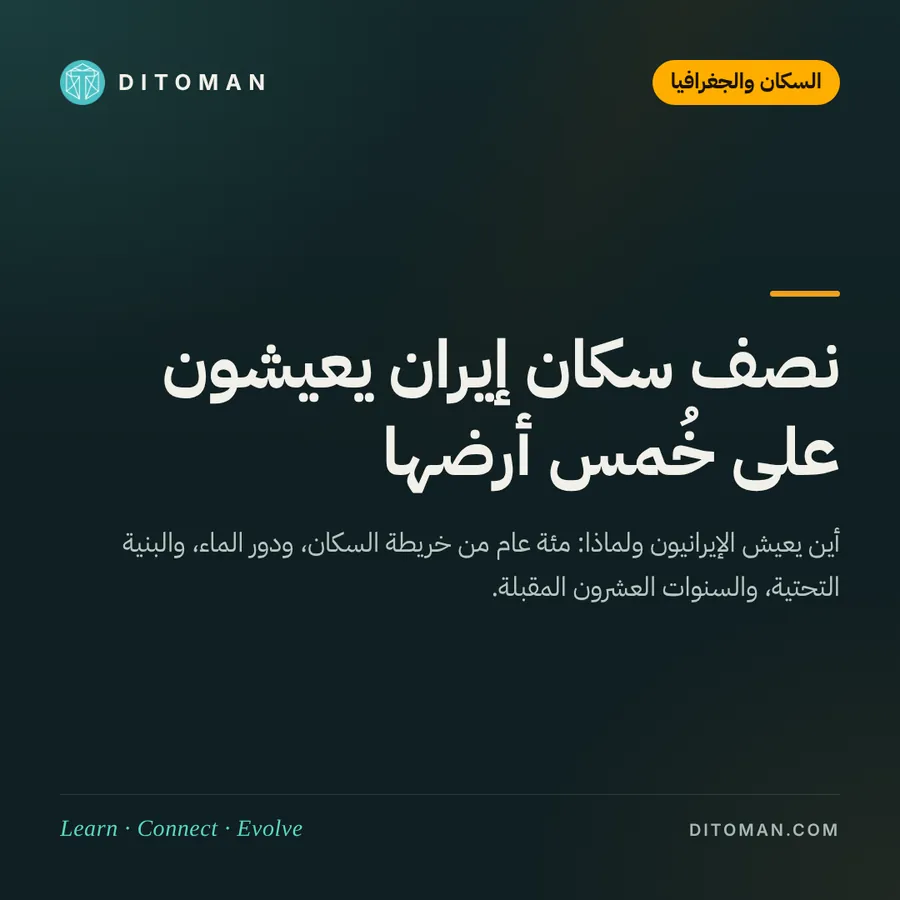 DITOMAN
السكان والجغرافيا
نصف سكان إيران يعيشون
على خُمس أرضها
أين يعيش الإيرانيون ولماذا: مئة عام من خريطة السكان، ودور الماء، والبنية
التحتية، والسنوات العشرون المقبلة.
Learn · Connect · Evolve
DITOMAN.COM